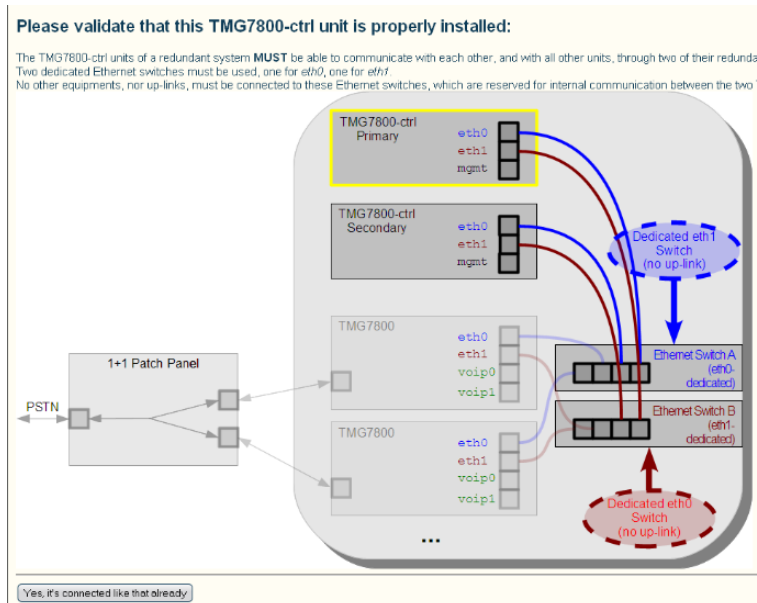 Please validate that this TMG7800-ctrl unit is properly installed:
The TMG7800-ctrl units of a redundant system MUST be able to communicate with each other, and with all other units, through two of their redunda
Two dedicated Ethernet switches must be used, one for eth0, one for eth1
No other equipments, nor up-links, must be connected to these Ethernet switches, which are reserved for internal communication between the two
TMG7800-ctrl
Primary
eth0
eth1
mgmt
TMG7800-ctrl
Secondary
eth0
eth1
mgmt
Dedicated eth1
Switch
(no up-link)
TMG7800
eth0
eth1
voip0
voip1
Ethernet Switch A
(eth0-
dedicated)
1+1 Patch Panel
PSTN
Ethernet Switch B
(eth1-
dedicated)
TMG7800
eth0
eth1
voip0
voip1
Dedicated eth0
Switch
(no up-link)
...
Yes, it's connected like that already